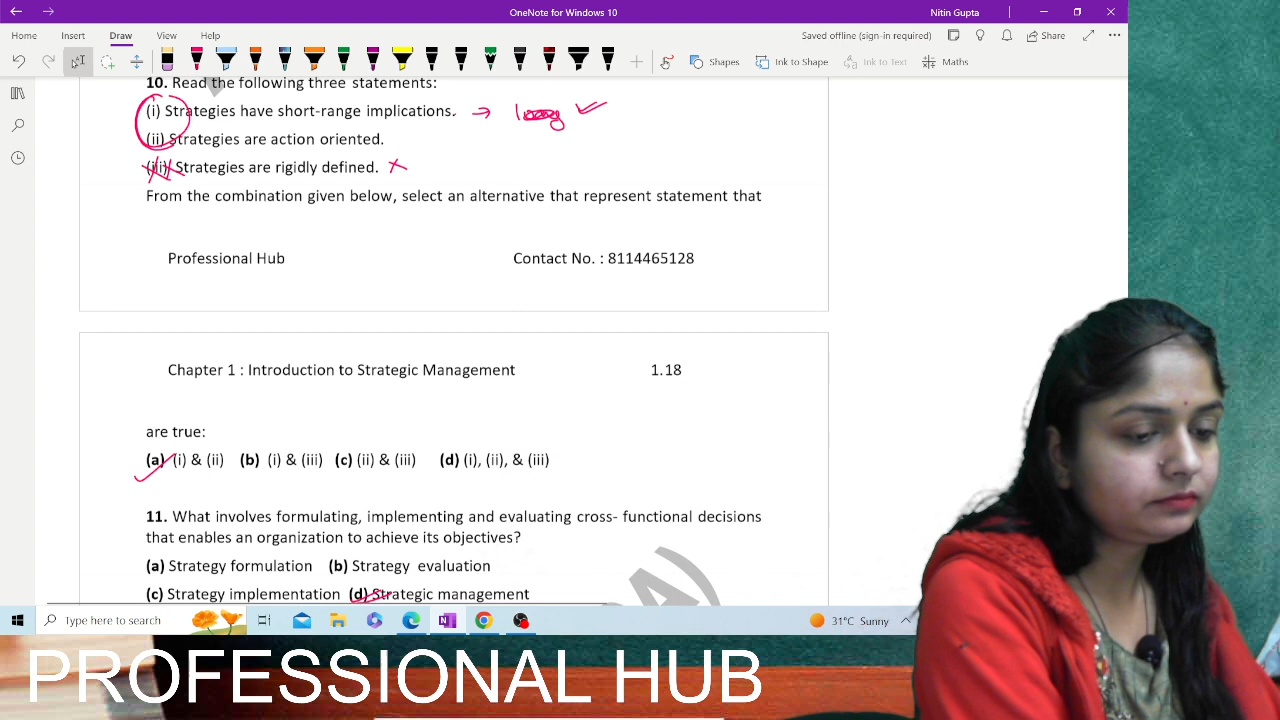 OneNote for Windows 10
Nitin Gupta
Home Insert Draw View Help
Saved offline (sign-in required) Share
Shapes Ink to Shape Ink to Text Maths
10. Read the following three statements:
(i) Strategies have short-range implications. → long
(ii) Strategies are action oriented.
(iii) Strategies are rigidly defined.
From the combination given below, select an alternative that represent statement that
Professional Hub Contact No. : 8114465128
Chapter 1 : Introduction to Strategic Management 1.18
are true:
(a) (i) & (ii) (b) (i) & (iii) (c) (ii) & (iii) (d) (i), (ii), & (iii)
11. What involves formulating, implementing and evaluating cross- functional decisions
that enables an organization to achieve its objectives?
(a) Strategy formulation (b) Strategy evaluation
(c) Strategy implementation (d) Strategic management
Type here to search
31°C Sunny
PROFESSIONAL HUB